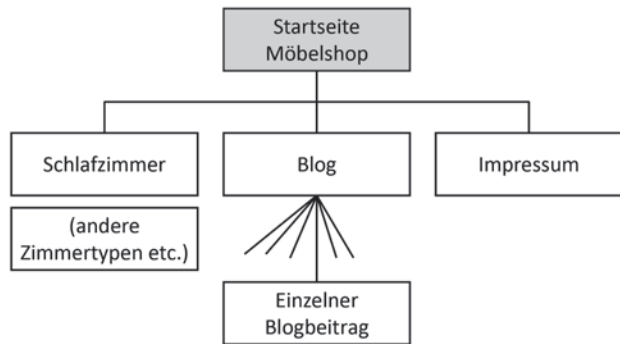 Startseite
Möbelshop
Schlafzimmer
Blog
Impressum
(andere
Zimmertypen etc.)
Einzelner
Blogbeitrag